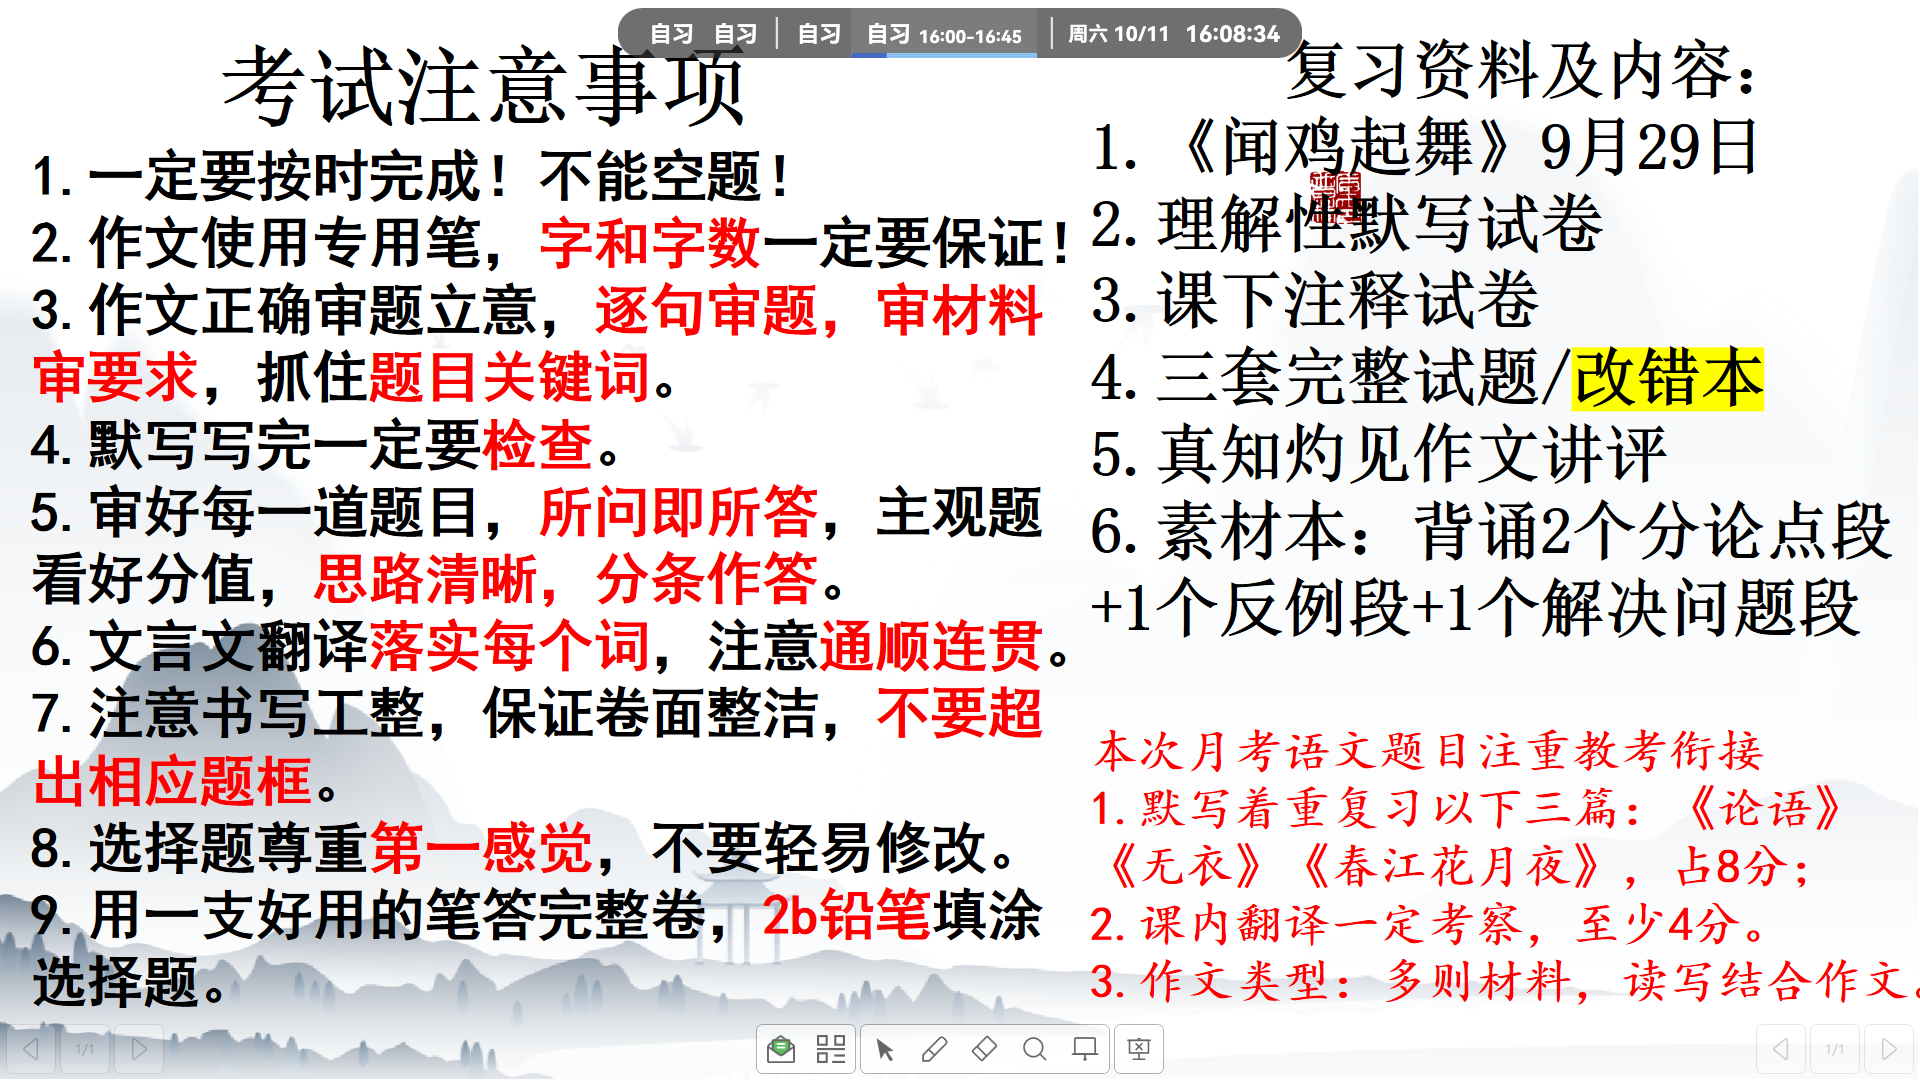 自习 自习 自习 自习 16:00-16:45 周六 10/11 16:08:34
考试注意事项
1.一定要按时完成！不能空题！
2.作文使用专用笔，字和字数一定要保证！
3.作文正确审题立意，逐句审题，审材料
审要求，抓住题目关键词。
4.默写写完一定要检查。
5.审好每一道题目，所问即所答，主观题
看好分值，思路清晰，分条作答。
6.文言文翻译落实每个词，注意通顺连贯。
7.注意书写工整，保证卷面整洁，不要超
出相应题框。
8.选择题尊重第一感觉，不要轻易修改。
9.用一支好用的笔答完整卷，2b铅笔填涂
选择题。
复习资料及内容：
1.《闻鸡起舞》9月29日
2.理解性默写试卷
3.课下注释试卷
4.三套完整试题/改错本
5.真知灼见作文讲评
6.素材本：背诵2个分论点段
+1个反例段+1个解决问题段
本次月考语文题目注重教考衔接
1.默写着重复习以下三篇：《论语》
《无衣》《春江花月夜》，占8分；
2.课内翻译一定考察，至少4分。
3.作文类型：多则材料，读写结合作文。
1/1
1/1